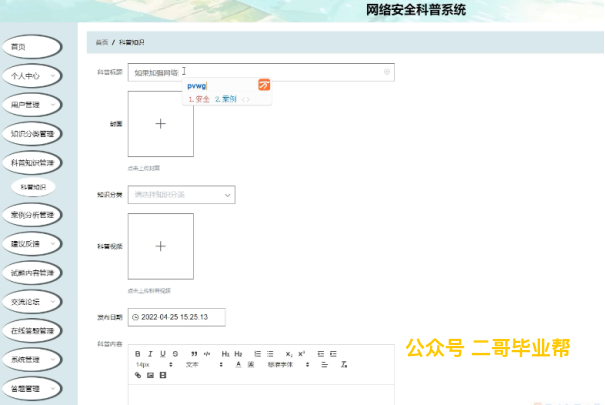 网络安全科普系统
首页
首页 / 科普知识
个人中心
用户管理
知识分类管理
科普知识管理
科普知识
案例分析管理
建议反馈
试题内容管理
交流论坛
在线答题管理
系统管理
答题管理
科普标题
如果加强网络
pvwg
1.安全 2.案例
封面
点击上传封面
知识分类
请选择知识分类
科普视频
点击上传科普视频
发布日期
2022-04-25 15:25:13
科普内容
B I U S H1 H2 X2 X2
14px 文本 A 标准字体
公众号 二哥毕业帮